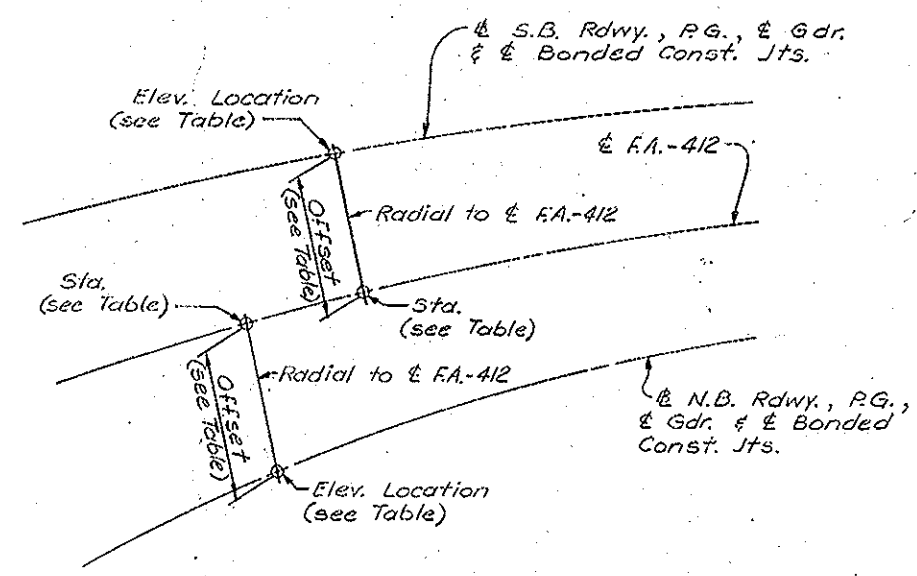 ℄ S.B. Rdwy., P.G., ℄ Gdr.
& ℄ Bonded Const. Jts.
Elev. Location
(see Table)
℄ F.A.-412
Offset
(see Table)
Radial to ℄ F.A.-412
Sta.
(see Table)
Sta.
(see Table)
Offset
(see Table)
Radial to ℄ F.A.-412
℄ N.B. Rdwy., P.G.,
℄ Gdr. & ℄ Bonded
Const. Jts.
Elev. Location
(see Table)